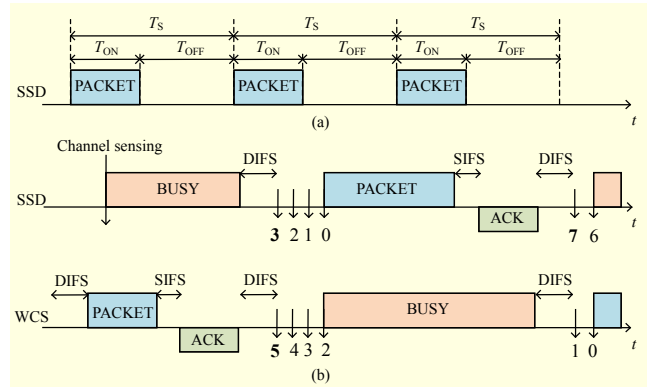 T_S T_S T_S
T_ON T_OFF T_ON T_OFF T_ON T_OFF
SSD PACKET PACKET PACKET
t
(a)
Channel sensing
DIFS SIFS DIFS
SSD BUSY PACKET
ACK
t
3 2 1 0 7 6
DIFS SIFS DIFS DIFS
WCS PACKET BUSY
ACK
t
5 4 3 2 1 0
(b)